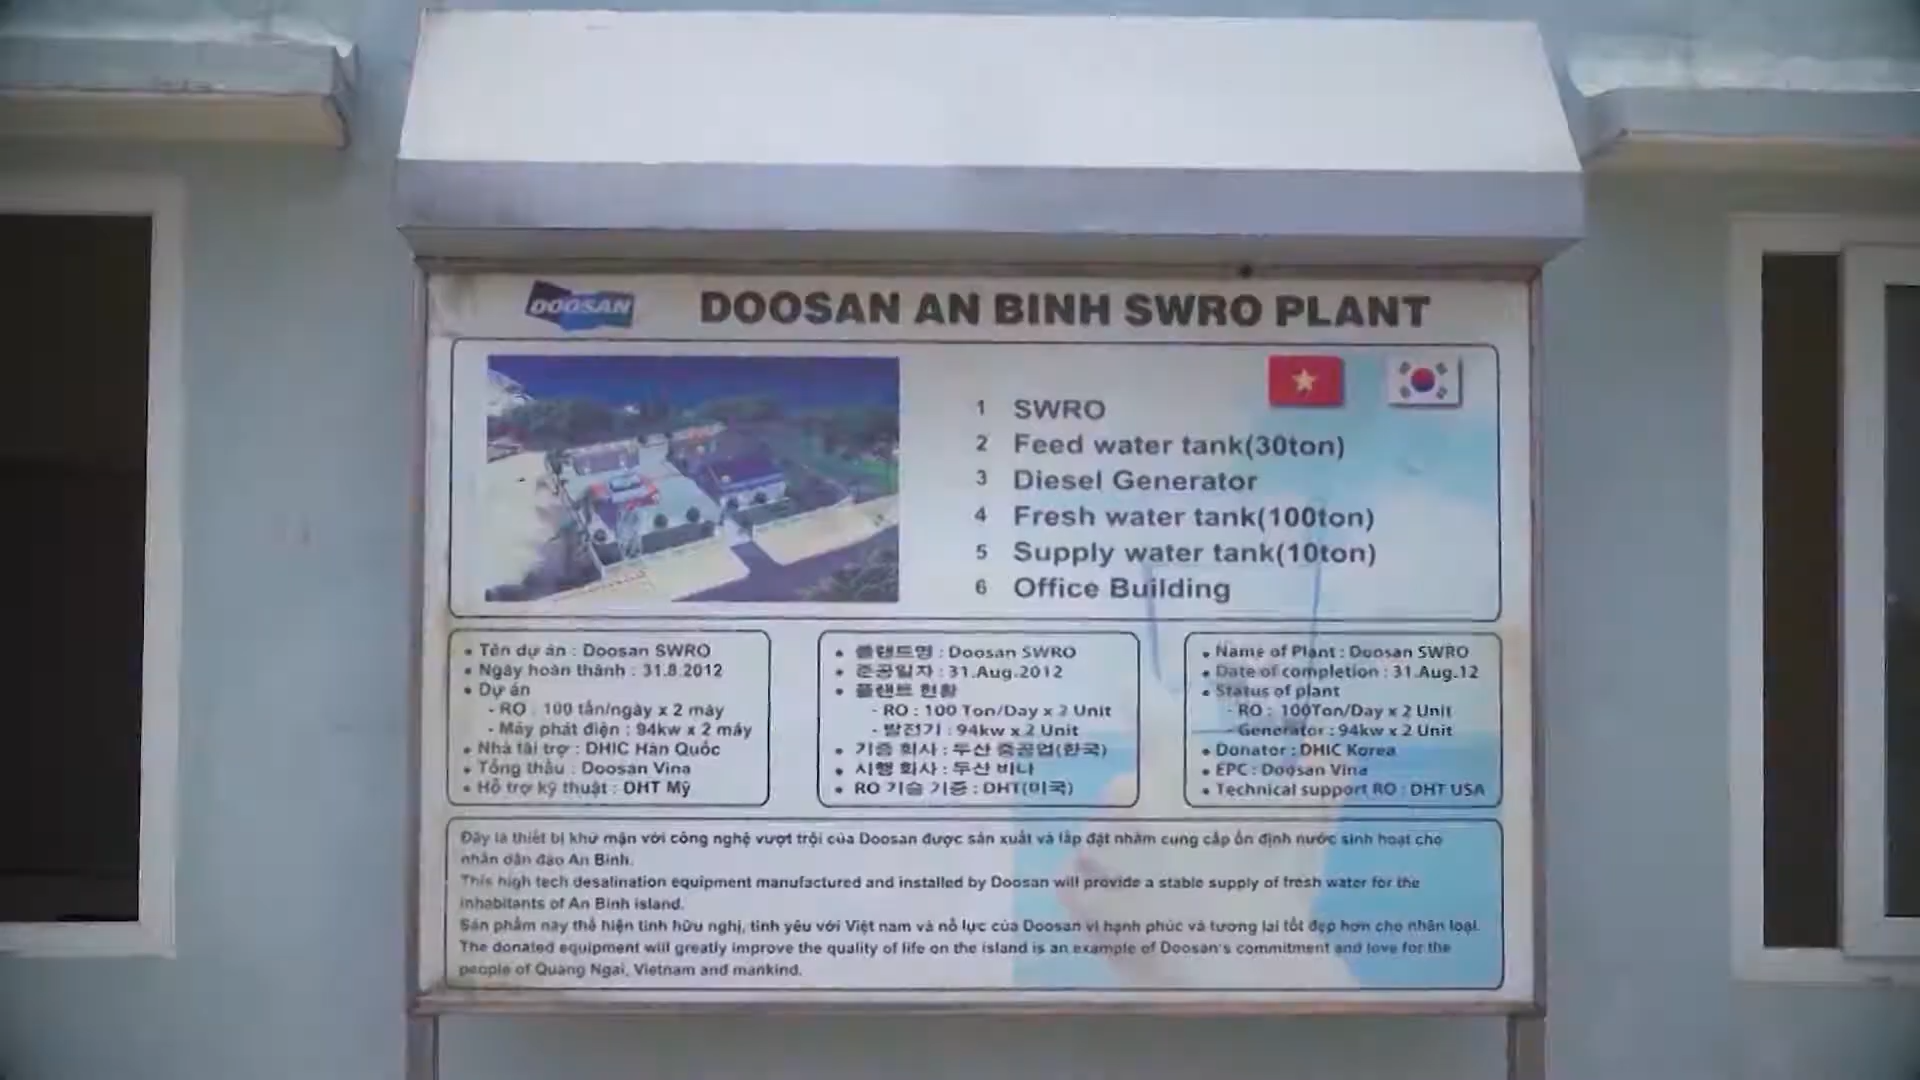 DOOSAN
DOOSAN AN BINH SWRO PLANT
1 SWRO
2 Feed water tank(30ton)
3 Diesel Generator
4 Fresh water tank(100ton)
5 Supply water tank(10ton)
6 Office Building
• Tên dự án : Doosan SWRO
• Ngày hoàn thành : 31.8.2012
• Dự án
- RO : 100 tấn/ngày x 2 máy
- Máy phát điện : 94kw x 2 máy
• Nhà tài trợ : DHIC Hàn Quốc
• Tổng thầu : Doosan Vina
• Hỗ trợ kỹ thuật : DHT Mỹ
• 플랜트명 : Doosan SWRO
• 준공일자 : 31.Aug.2012
• 플랜트 현황
- RO : 100 Ton/Day x 2 Unit
- 발전기 : 94kw x 2 Unit
• 기증 회사 : 두산 중공업(한국)
• 시행 회사 : 두산 비나
• RO 기술 기증 : DHT(미국)
• Name of Plant : Doosan SWRO
• Date of completion : 31.Aug.12
• Status of plant
- RO : 100Ton/Day x 2 Unit
- Generator : 94kw x 2 Unit
• Donator : DHIC Korea
• EPC : Doosan Vina
• Technical support RO : DHT USA
Đây là thiết bị khử mặn với công nghệ vượt trội của Doosan được sản xuất và lắp đặt nhằm cung cấp ổn định nước sinh hoạt cho
nhân dân đảo An Bình.
This high tech desalination equipment manufactured and installed by Doosan will provide a stable supply of fresh water for the
inhabitants of An Binh island.
Sản phẩm này thể hiện tình hữu nghị, tình yêu với Việt nam và nỗ lực của Doosan vì hạnh phúc và tương lai tốt đẹp hơn cho nhân loại.
The donated equipment will greatly improve the quality of life on the island is an example of Doosan's commitment and love for the
people of Quang Ngai, Vietnam and mankind.